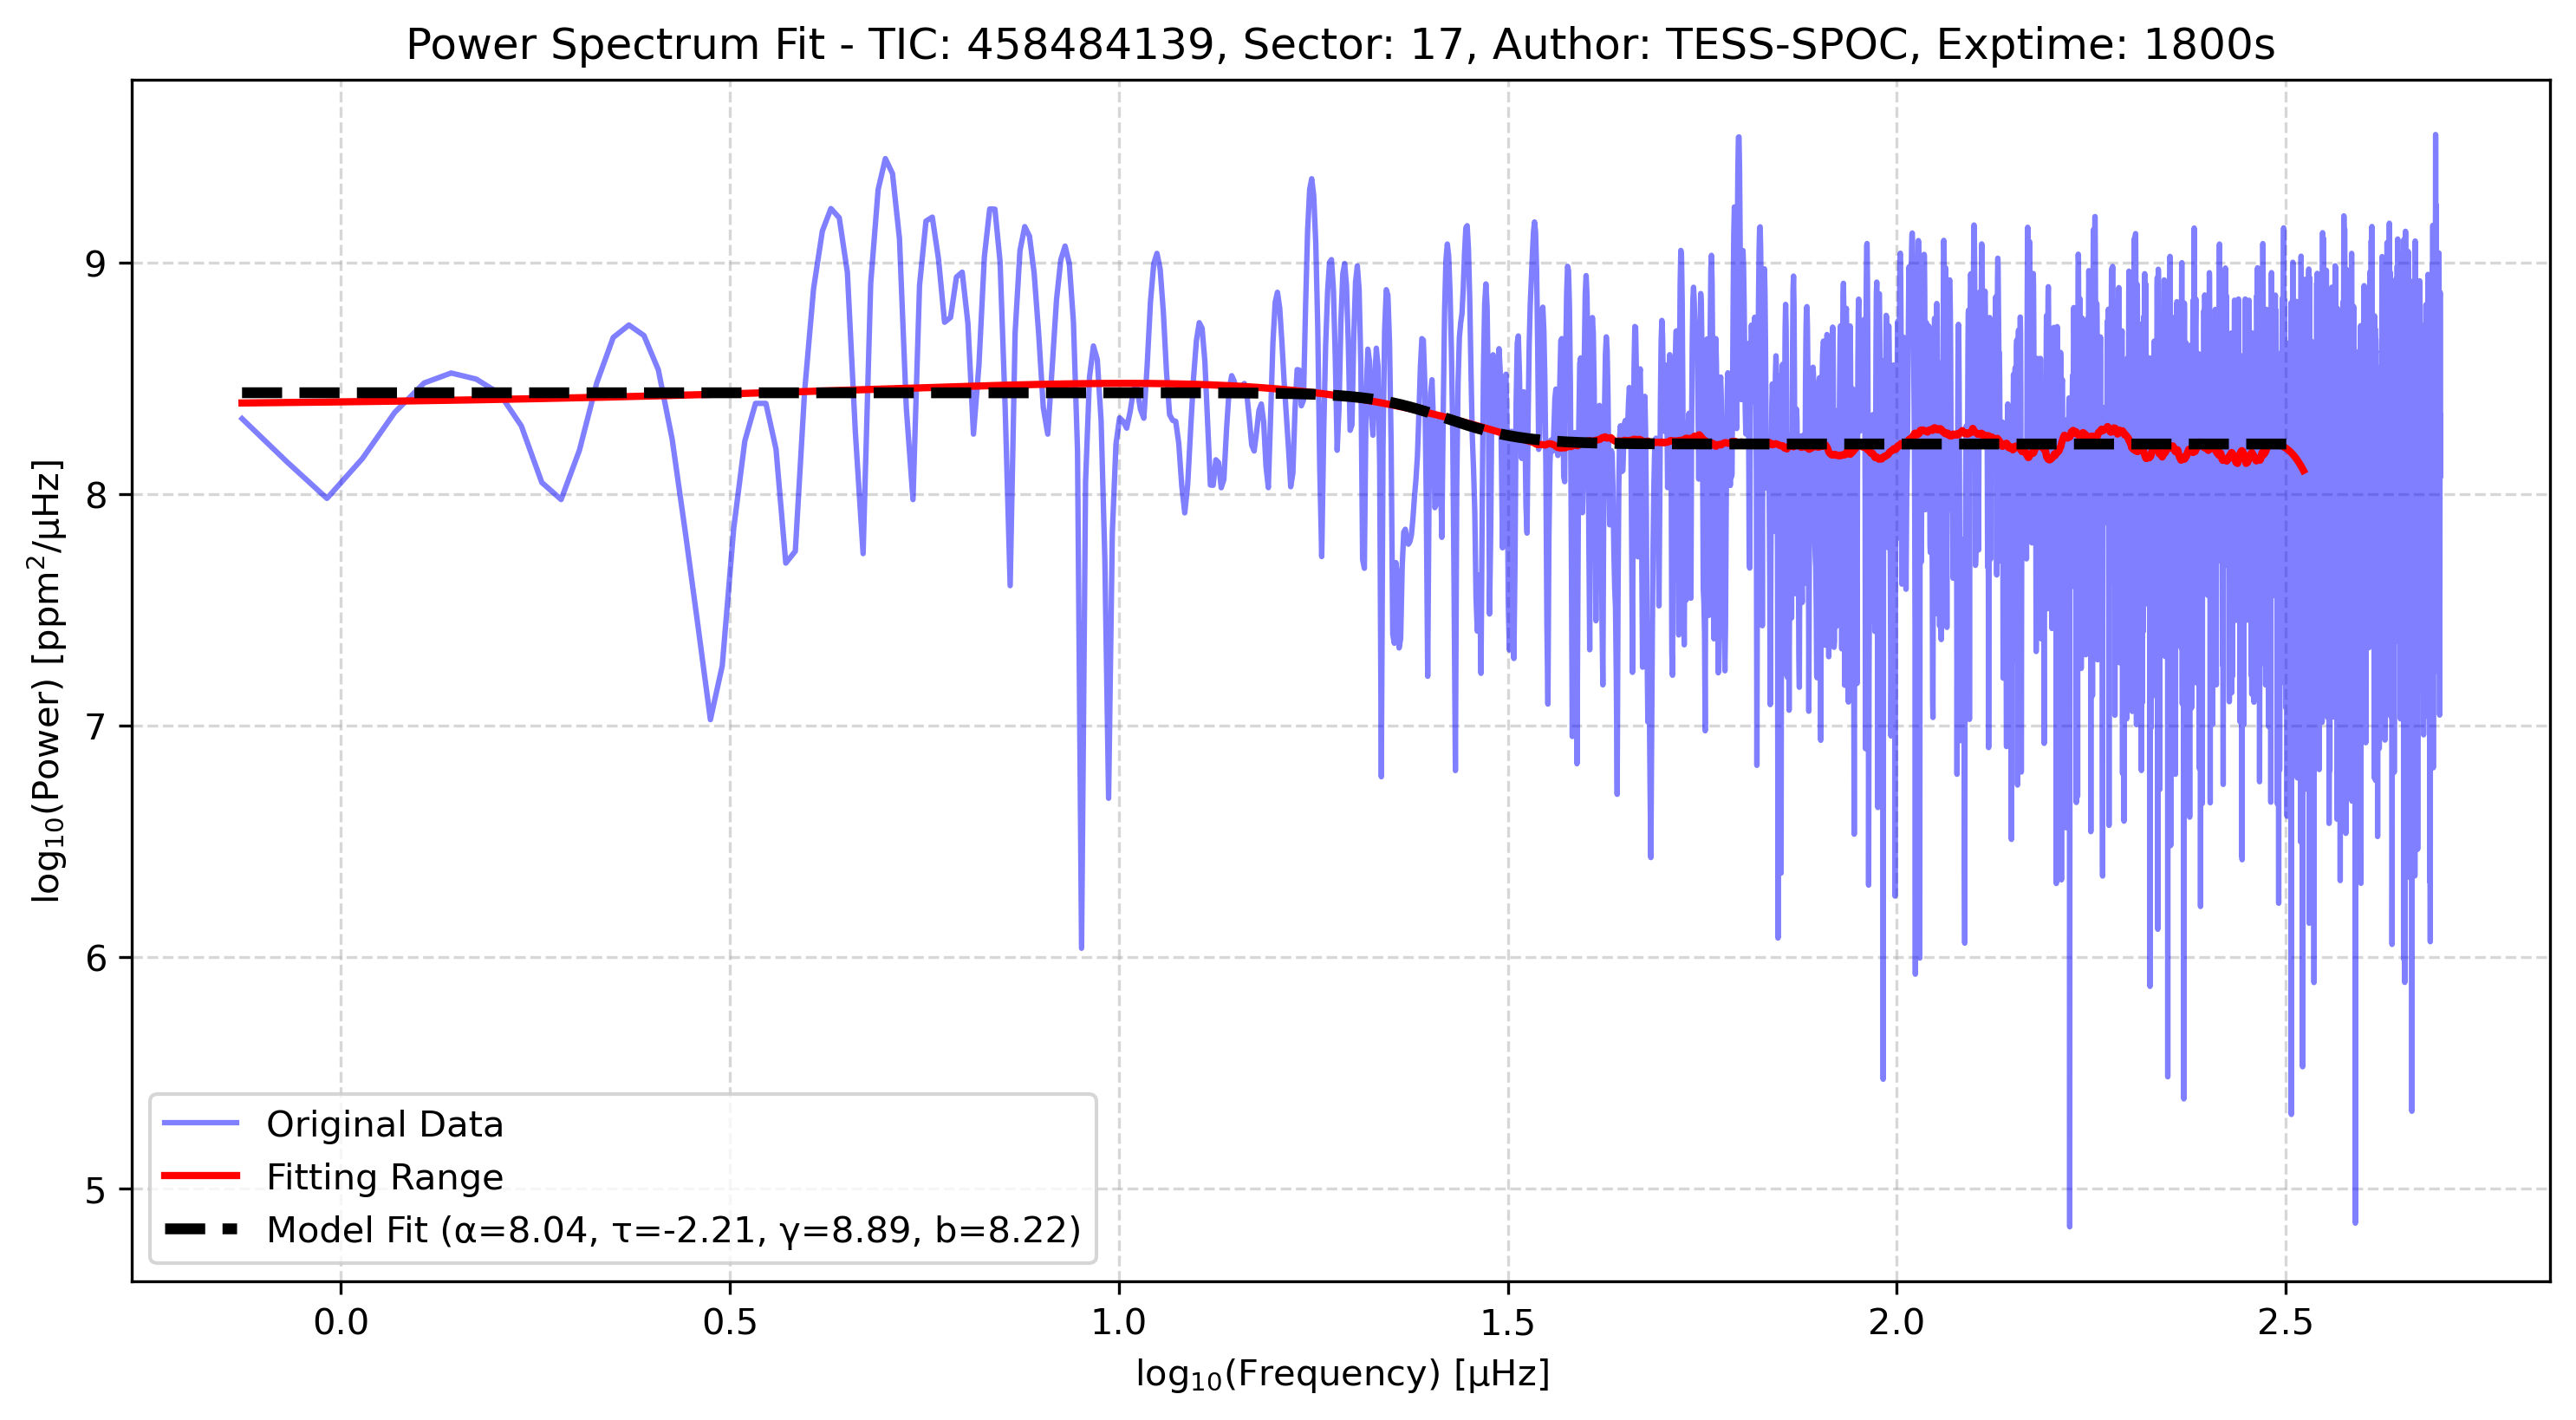 Power Spectrum Fit - TIC: 458484139, Sector: 17, Author: TESS-SPOC, Exptime: 1800s
log₁₀(Power) [ppm²/μHz]
9
8
7
6
5
Original Data
Fitting Range
Model Fit (α=8.04, τ=-2.21, γ=8.89, b=8.22)
0.0 0.5 1.0 1.5 2.0 2.5
log₁₀(Frequency) [μHz]